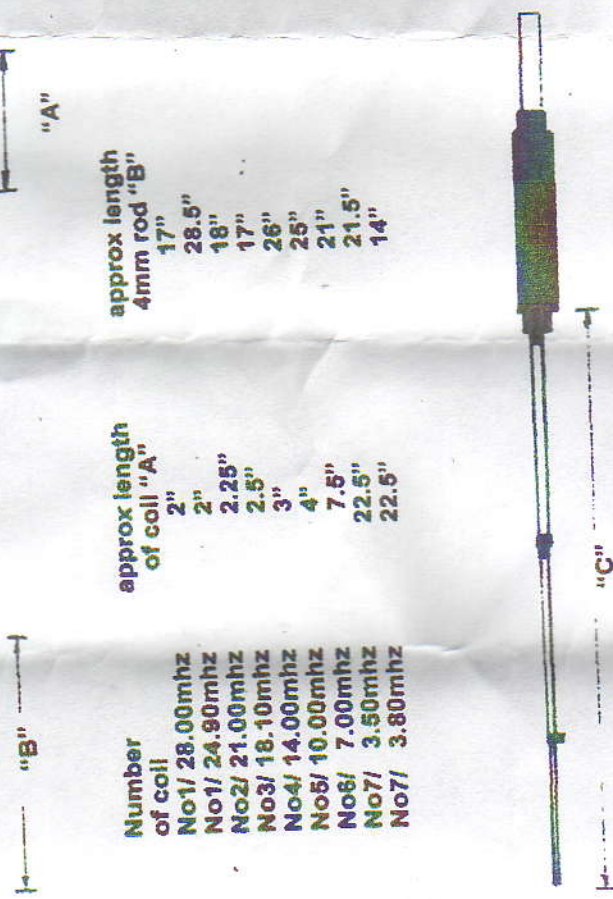 "B"
"A"
Number approx length approx length
of coil of coil "A" 4mm rod "B"
No1/ 28.00mhz 2" 17"
No1/ 24.90mhz 2" 28.5"
No2/ 21.00mhz 2.25" 18"
No3/ 18.10mhz 2.5" 17"
No4/ 14.00mhz 3" 26"
No5/ 10.00mhz 4" 25"
No6/ 7.00mhz 7.5" 21"
No7/ 3.50mhz 22.5" 21.5"
No7/ 3.80mhz 22.5" 14"
"C"